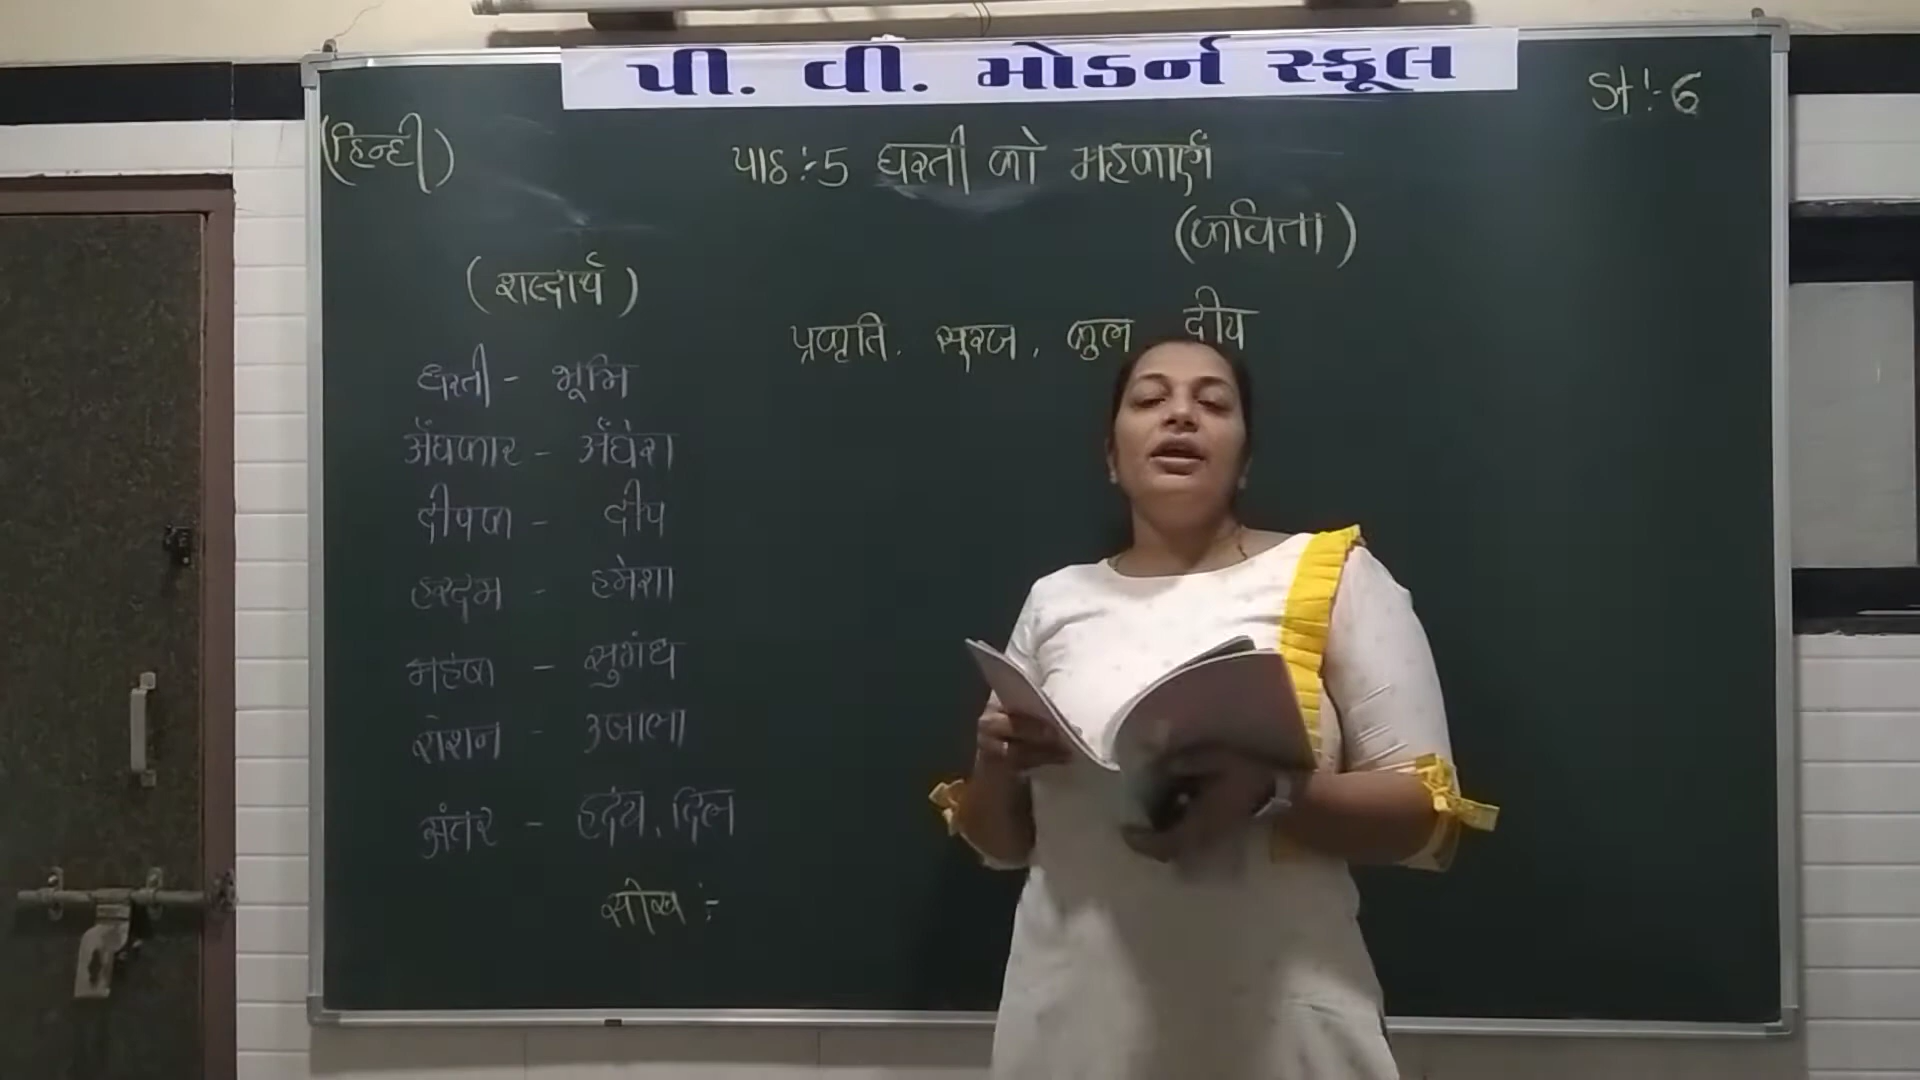 પી. વી. મોડર્ન સ્કૂલ
St:-6
(हिन्दी)
पाठ:-5 धरती को महकाएँ
(कविता)
(शब्दार्थ)
प्रकृति, सूरज, फुल दीप
धरती - भूमि
अँधकार - अँधेरा
दीपक - दीप
हरदम - हमेशा
महक - सुगंध
रोशन - उजाला
अंतर - हृदय, दिल
सीख :-